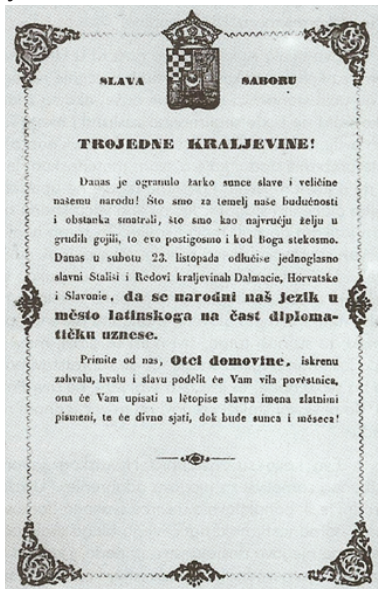 SLAVA SABORU
TROJEDNE KRALJEVINE!
Danas je ogranulo žarko sunce slave i veličine
našemu narodu! Što smo za temelj naše budućnosti
i obstanka smatrali, što smo kao najvruću želju u
grudih gojili, to evo postigosmo i kod Boga stekosmo.
Danas u subotu 23. listopada odlučiše jednoglasno
slavni Stališi i Redovi kraljevinah Dalmacie, Horvatske
i Slavonie, da se narodni naš jezik u
město latinskoga na čast diploma-
tičku uznese.
Primite od nas, Otci domovine, iskrenu
zahvalu, hvalu i slavu podělit će Vam vila pověstnica,
ona će Vam upisati u lětopise slavna imena zlatnimi
pismeni, te će divno sjati, dok bude sunca i měseca!